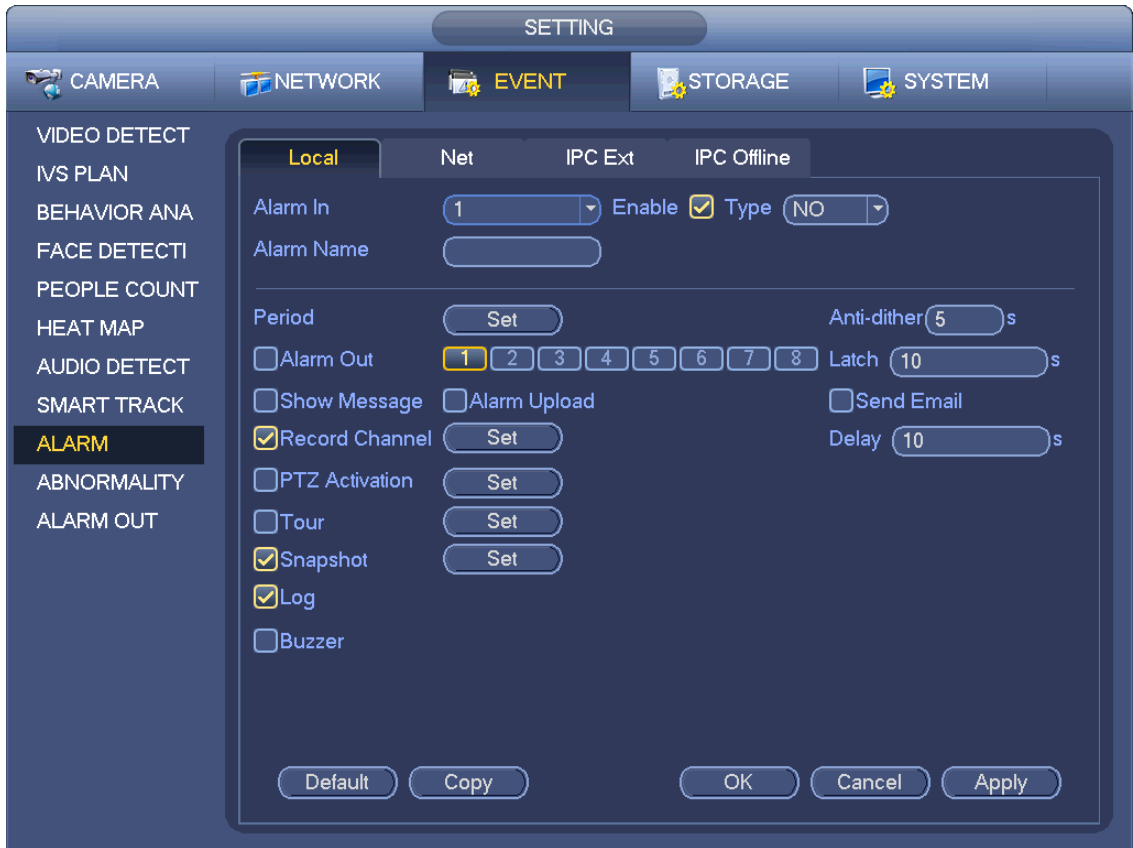 SETTING
CAMERA NETWORK EVENT STORAGE SYSTEM
VIDEO DETECT
IVS PLAN
BEHAVIOR ANA
FACE DETECTI
PEOPLE COUNT
HEAT MAP
AUDIO DETECT
SMART TRACK
ALARM
ABNORMALITY
ALARM OUT
Local Net IPC Ext IPC Offline
Alarm In 1 Enable Type NO
Alarm Name
Period Set Anti-dither 5 s
Alarm Out 1 2 3 4 5 6 7 8 Latch 10 s
Show Message Alarm Upload Send Email
Record Channel Set Delay 10 s
PTZ Activation Set
Tour Set
Snapshot Set
Log
Buzzer
Default Copy OK Cancel Apply